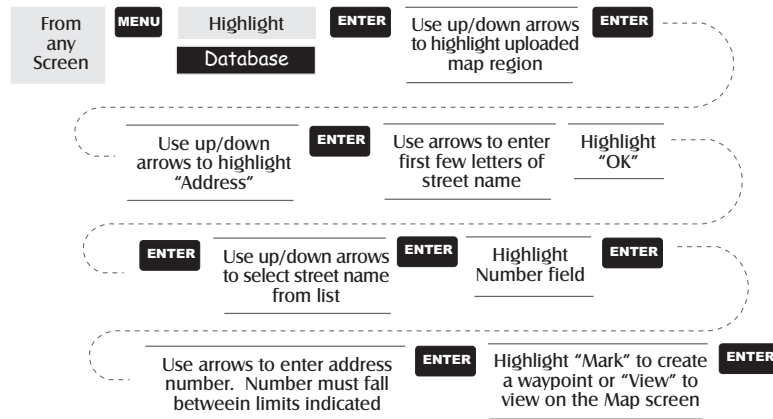 From
any
Screen
MENU
Highlight
Database
ENTER
Use up/down arrows
to highlight uploaded
map region
ENTER
Use up/down
arrows to highlight
“Address”
ENTER
Use arrows to enter
first few letters of
street name
Highlight
“OK”
ENTER
Use up/down arrows
to select street name
from list
ENTER
Highlight
Number field
ENTER
Use arrows to enter address
number. Number must fall
betweein limits indicated
ENTER
Highlight “Mark” to create
a waypoint or “View” to
view on the Map screen
ENTER